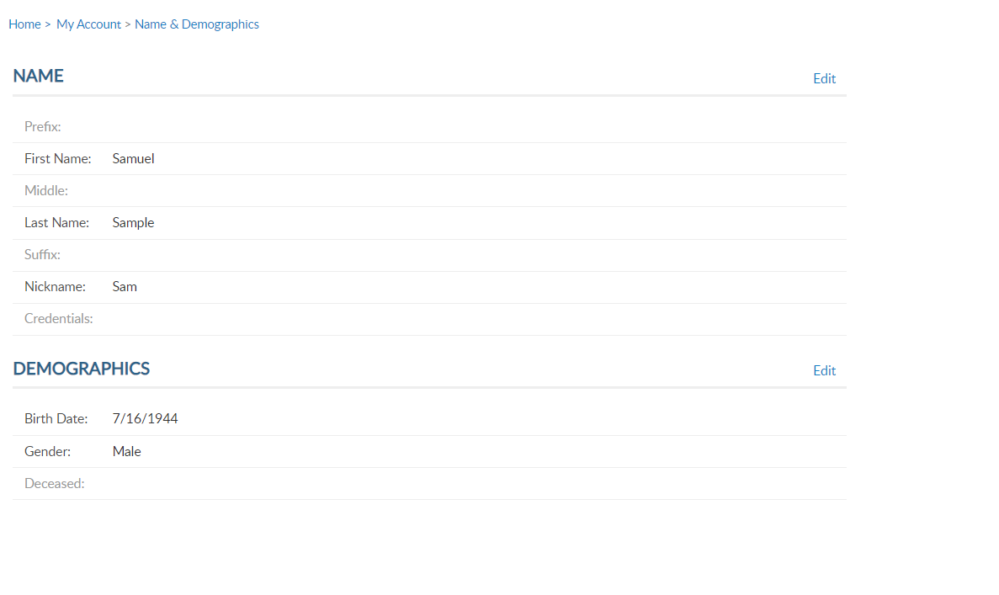 Home > My Account > Name & Demographics
NAME Edit
Prefix:
First Name: Samuel
Middle:
Last Name: Sample
Suffix:
Nickname: Sam
Credentials:
DEMOGRAPHICS Edit
Birth Date: 7/16/1944
Gender: Male
Deceased: